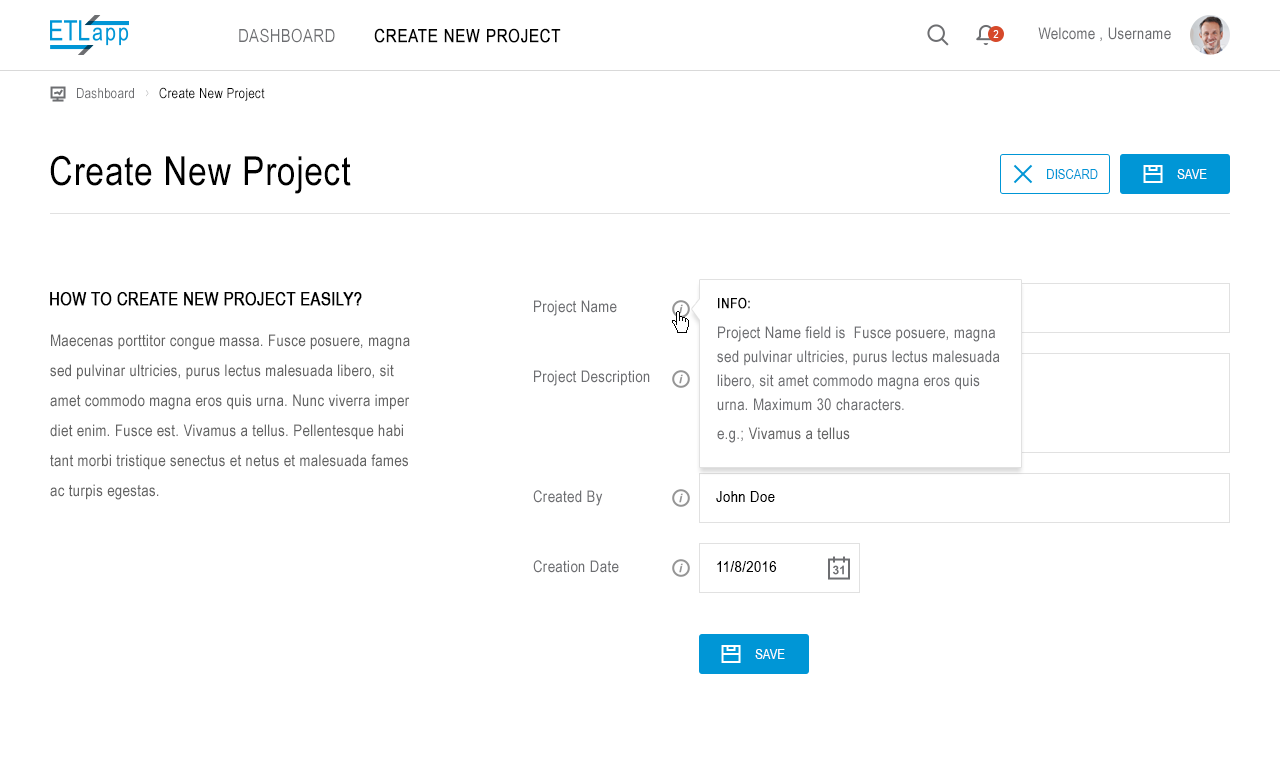 ETLapp
DASHBOARD
CREATE NEW PROJECT
2
Welcome , Username
Dashboard › Create New Project
Create New Project
DISCARD
SAVE
HOW TO CREATE NEW PROJECT EASILY?
Maecenas porttitor congue massa. Fusce posuere, magna
sed pulvinar ultricies, purus lectus malesuada libero, sit
amet commodo magna eros quis urna. Nunc viverra imper
diet enim. Fusce est. Vivamus a tellus. Pellentesque habi
tant morbi tristique senectus et netus et malesuada fames
ac turpis egestas.
Project Name
i
INFO:
Project Name field is Fusce posuere, magna
sed pulvinar ultricies, purus lectus malesuada
libero, sit amet commodo magna eros quis
urna. Maximum 30 characters.
e.g.; Vivamus a tellus
Project Description
i
Created By
i
John Doe
Creation Date
i
11/8/2016
31
SAVE